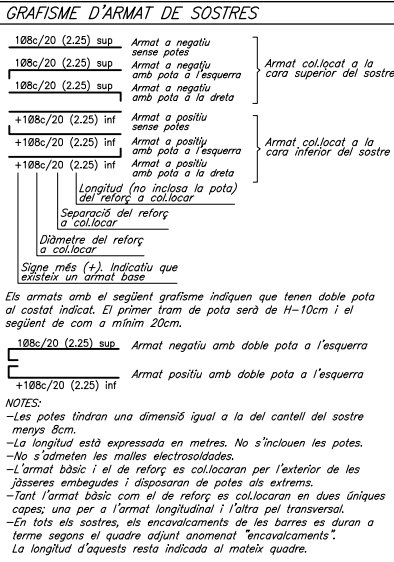 GRAFISME D'ARMAT DE SOSTRES
1Ø8c/20 (2.25) sup
Armat a negatiu
sense potes
1Ø8c/20 (2.25) sup
Armat a negatiu
amb pota a l'esquerra
1Ø8c/20 (2.25) sup
Armat a negatiu
amb pota a la dreta
Armat col.locat a la
cara superior del sostre
+1Ø8c/20 (2.25) inf
Armat a positiu
sense potes
+1Ø8c/20 (2.25) inf
Armat a positiu
amb pota a l'esquerra
+1Ø8c/20 (2.25) inf
Armat a positiu
amb pota a la dreta
Armat col.locat a la
cara inferior del sostre
Longitud (no inclosa la pota)
del reforç a col.locar
Separació del reforç
a col.locar
Diàmetre del reforç
a col.locar
Signe més (+). Indicatiu que
existeix un armat base
Els armats amb el següent grafisme indiquen que tenen doble pota
al costat indicat. El primer tram de pota serà de H-10cm i el
següent de com a mínim 20cm.
1Ø8c/20 (2.25) sup
Armat negatiu amb doble pota a l'esquerra
Armat positiu amb doble pota a l'esquerra
+1Ø8c/20 (2.25) inf
NOTES:
-Les potes tindran una dimensió igual a la del cantell del sostre
menys 8cm.
-La longitud està expressada en metres. No s'inclouen les potes.
-No s'admeten les malles electrosoldades.
-L'armat bàsic i el de reforç es col.locaran per l'exterior de les
jàsseres embegudes i disposaran de potes als extrems.
-Tant l'armat bàsic com el de reforç es col.locaran en dues úniques
capes; una per a l'armat longitudinal i l'altra pel transversal.
-En tots els sostres, els encavalcaments de les barres es duran a
terme segons el quadre adjunt anomenat "encavalcaments".
La longitud d'aquests resta indicada al mateix quadre.